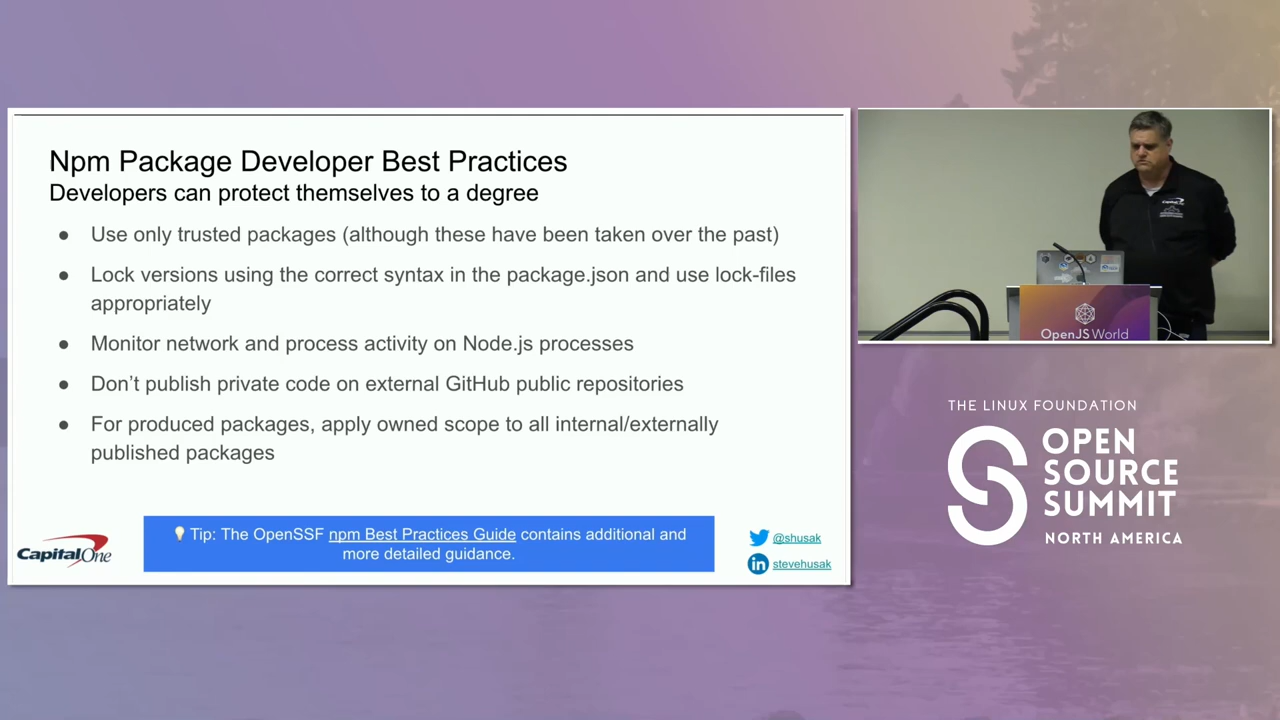 Npm Package Developer Best Practices
Developers can protect themselves to a degree
● Use only trusted packages (although these have been taken over the past)
● Lock versions using the correct syntax in the package.json and use lock-files
appropriately
● Monitor network and process activity on Node.js processes
● Don’t publish private code on external GitHub public repositories
● For produced packages, apply owned scope to all internal/externally
published packages
CapitalOne
Tip: The OpenSSF npm Best Practices Guide contains additional and
more detailed guidance.
@shusak
in stevehusak
CapitalOne
OpenJS World
THE LINUX FOUNDATION
OPEN
SOURCE
SUMMIT
NORTH AMERICA